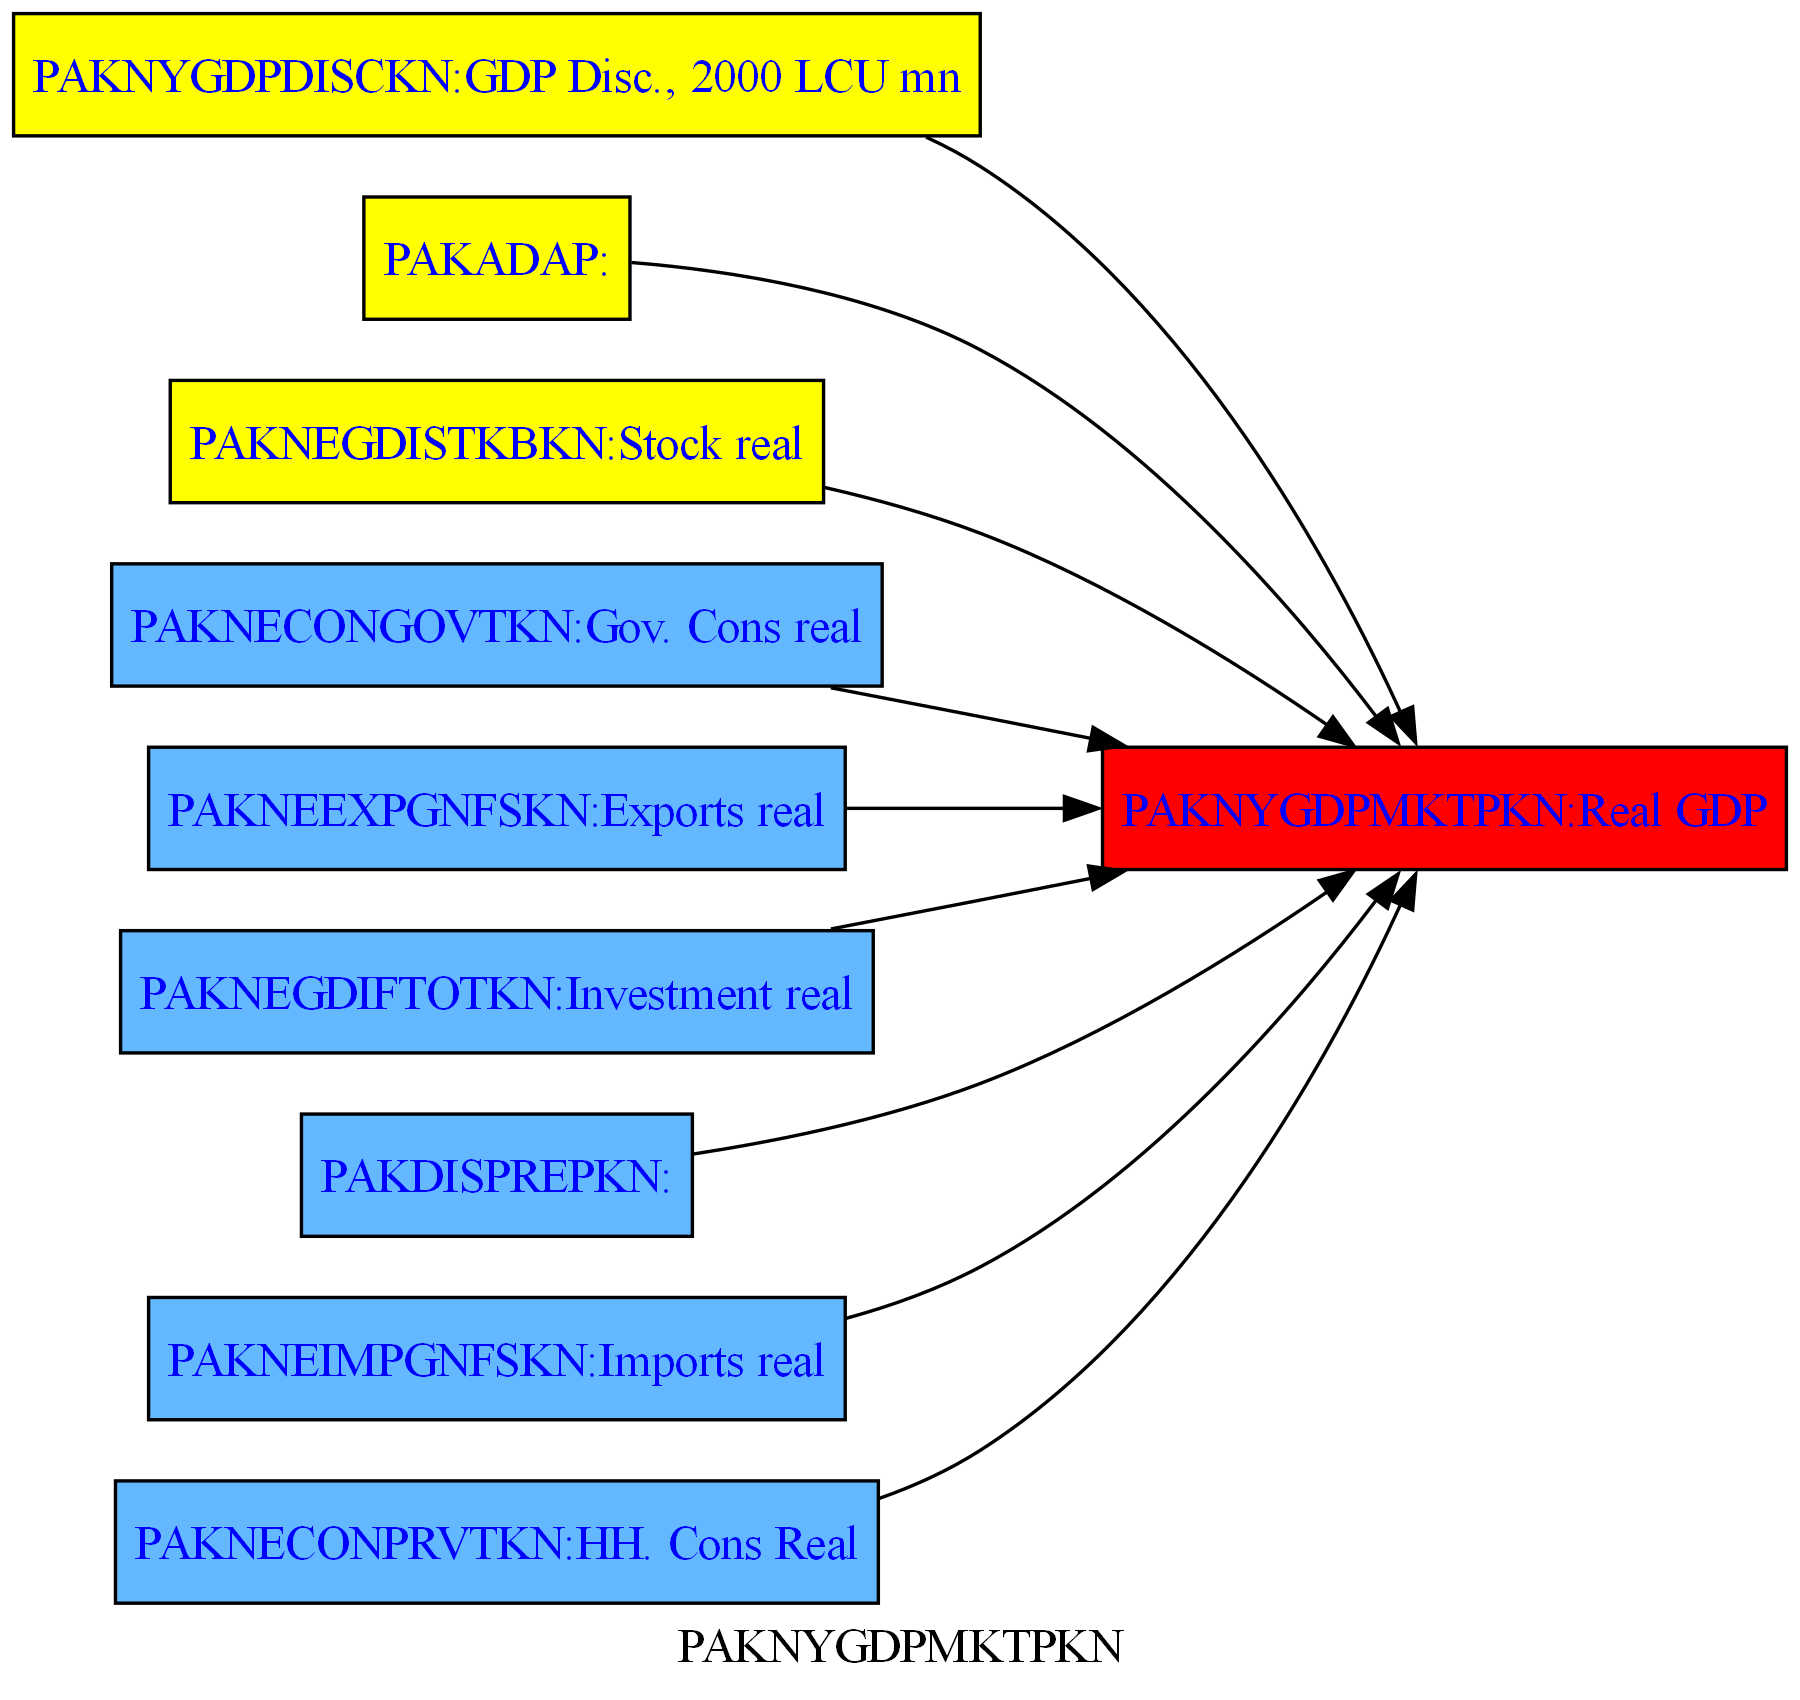 PAKNYGDPDISCKN:GDP Disc., 2000 LCU mn
PAKADAP:
PAKNEGDISTKBKN:Stock real
PAKNECONGOVTKN:Gov. Cons real
PAKNEEXPGNFSKN:Exports real
PAKNYGDPMKTPKN:Real GDP
PAKNEGDIFTOTKN:Investment real
PAKDISPREPKN:
PAKNEIMPGNFSKN:Imports real
PAKNECONPRVTKN:HH. Cons Real
PAKNYGDPMKTPKN